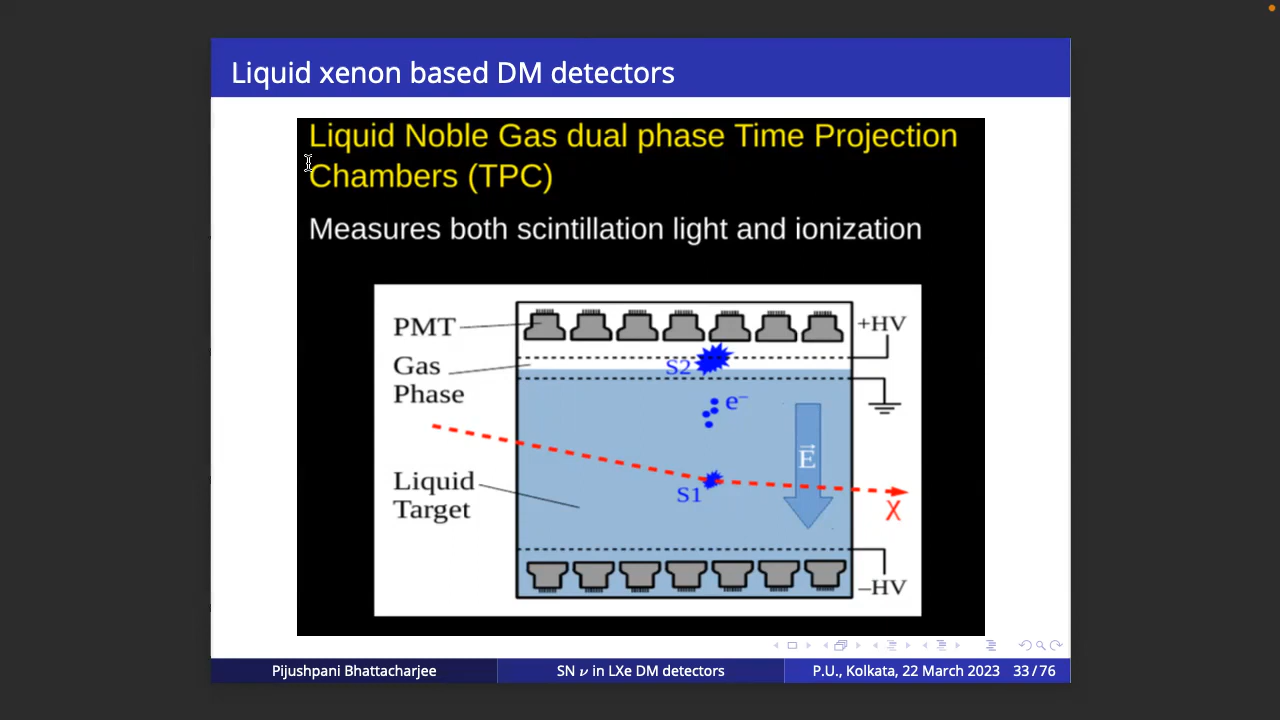 Liquid xenon based DM detectors
Liquid Noble Gas dual phase Time Projection
Chambers (TPC)
Measures both scintillation light and ionization
PMT
+HV
Gas
Phase
S2
e⁻
E⃗
Liquid
Target
S1
X
–HV
Pijushpani Bhattacharjee
SN ν in LXe DM detectors
P.U., Kolkata, 22 March 2023 33/76